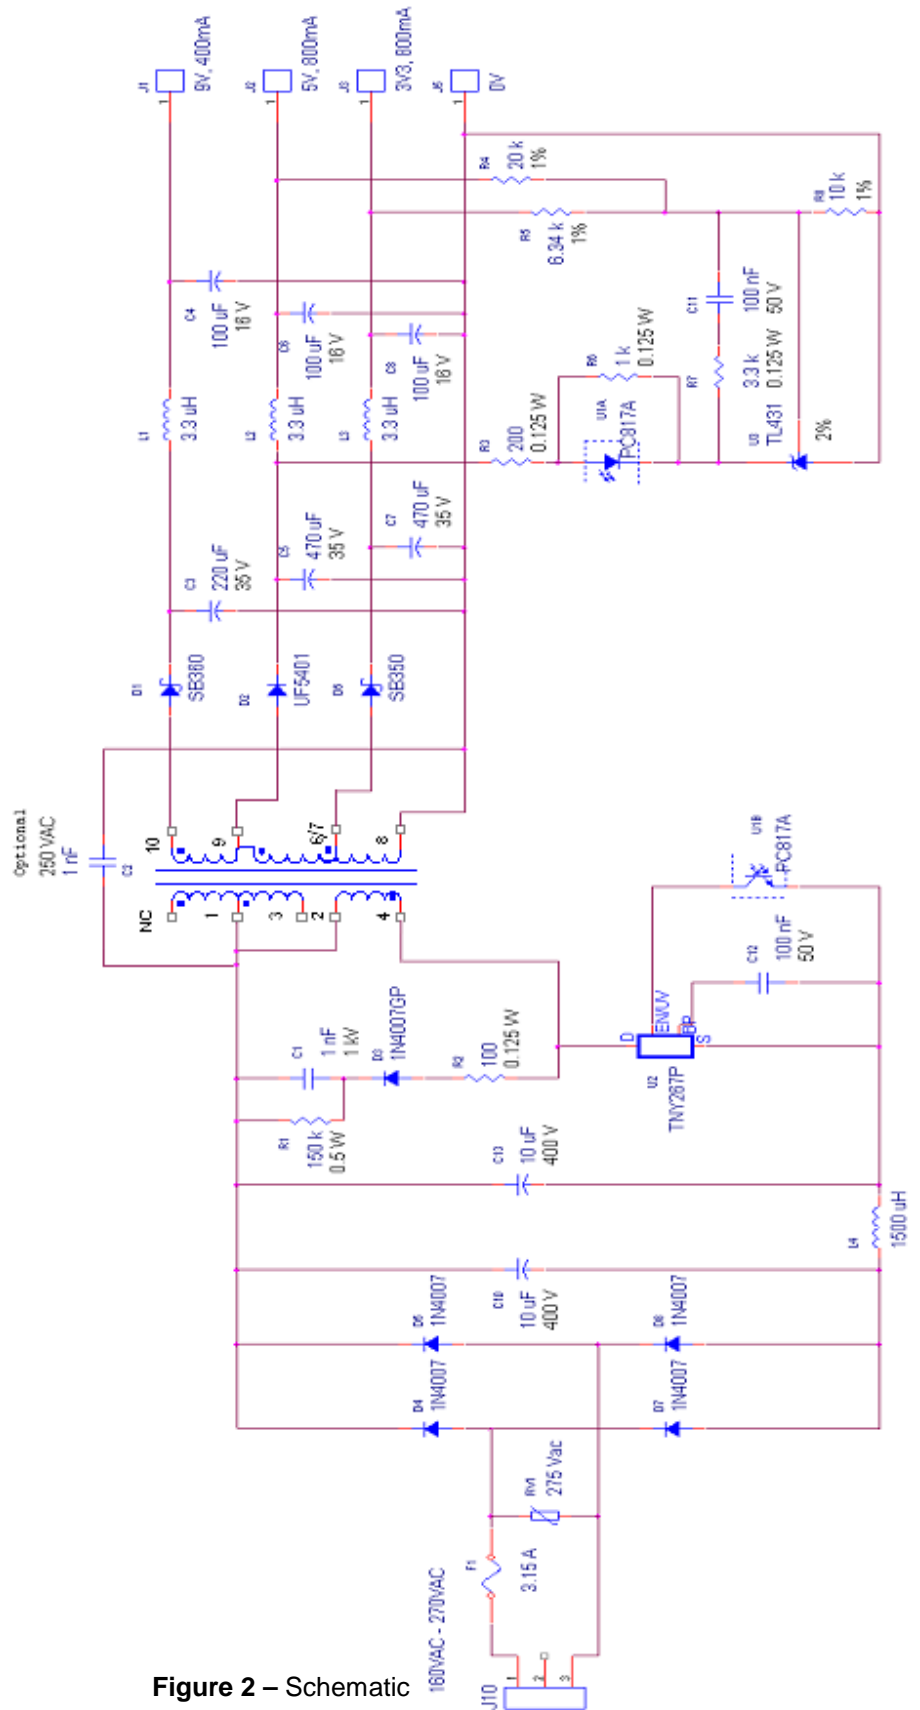 J10
1
2
3
160VAC - 270VAC
F1
3.15 A
RV1
275 Vac
D4
1N4007
D5
1N4007
D7
1N4007
D8
1N4007
C10
10 uF
400 V
L4
1500 uH
C13
10 uF
400 V
R1
150 k
0.5 W
C1
1 nF
1 kV
D3
1N4007GP
R2
100
0.125 W
U2
TNY267P
D
EN/UV
BP
S
C12
100 nF
50 V
U1B
PC817A
Optional
250 VAC
1 nF
C2
NC
1
3
2
4
10
9
6/7
8
D1
SB360
D2
UF5401
D6
SB350
C3
220 uF
35 V
C5
470 uF
35 V
C7
470 uF
35 V
L1
3.3 uH
L2
3.3 uH
L3
3.3 uH
C4
100 uF
16 V
C6
100 uF
16 V
C8
100 uF
16 V
R3
200
0.125 W
U1A
PC817A
R6
1 k
0.125 W
R7
3.3 k
0.125 W
C11
100 nF
50 V
U3
TL431
2%
R5
6.34 k
1%
R4
20 k
1%
10 k
1%
J1
1
9V, 400mA
J2
1
5V, 800mA
J3
1
3V3, 800mA
1
0V
Figure 2 – Schematic